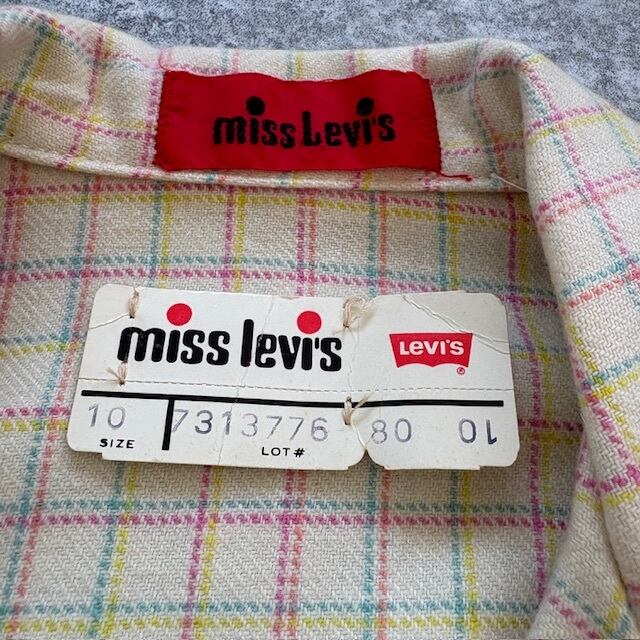 miss Levi's
miss levi's
LEVI'S ®
10 7313776 80 01
SIZE LOT#